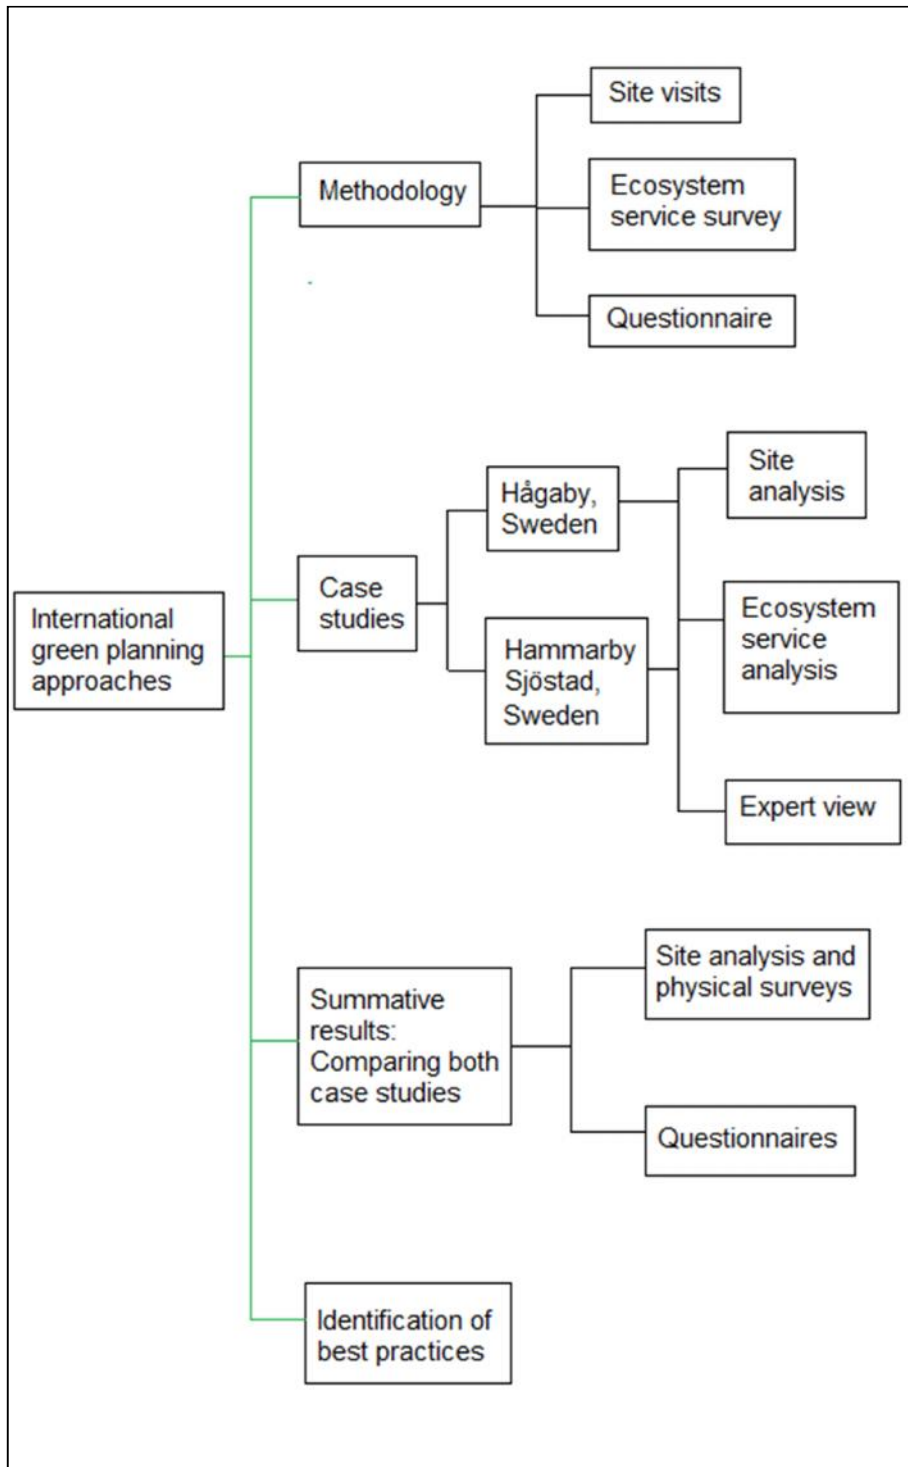 International
green planning
approaches
Methodology
Site visits
Ecosystem
service survey
Questionnaire
Case
studies
Hågaby,
Sweden
Hammarby
Sjöstad,
Sweden
Site
analysis
Ecosystem
service
analysis
Expert view
Summative
results:
Comparing both
case studies
Site analysis and
physical surveys
Questionnaires
Identification of
best practices